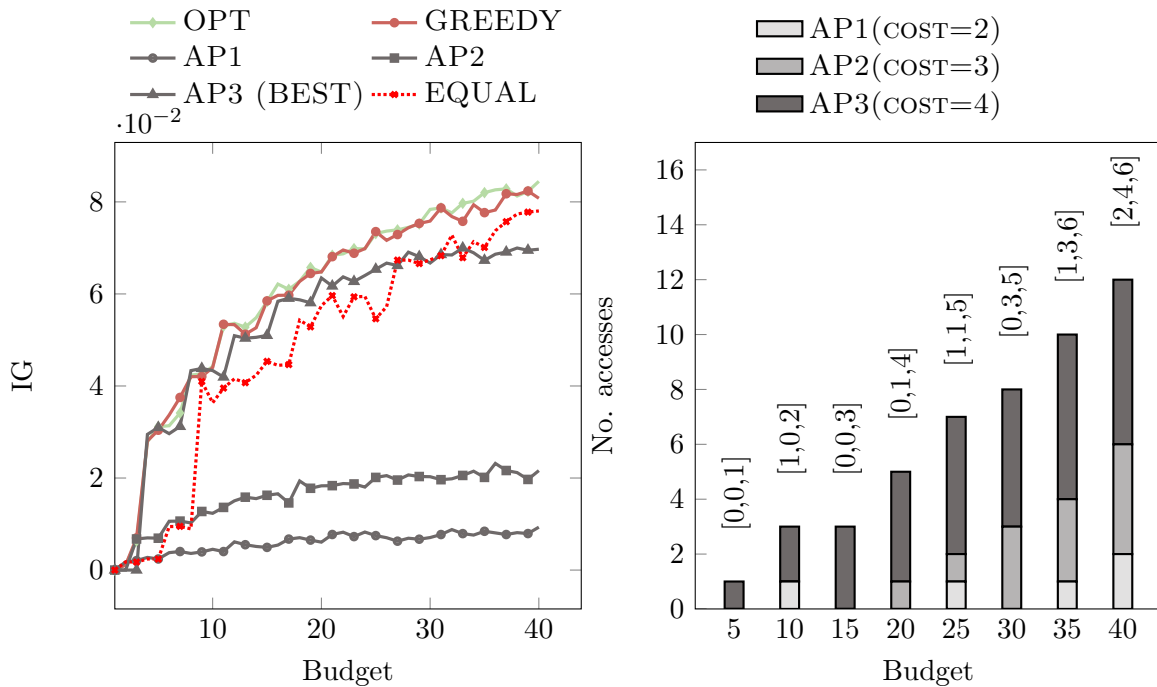 OPT GREEDY
AP1 AP2
AP3 (BEST) EQUAL
·10−2
8
6
4
2
0
10 20 30 40
IG
Budget
AP1(COST=2)
AP2(COST=3)
AP3(COST=4)
16
14
12
10
8
6
4
2
0
5 10 15 20 25 30 35 40
No. accesses
Budget
[0,0,1]
[1,0,2]
[0,0,3]
[0,1,4]
[1,1,5]
[0,3,5]
[1,3,6]
[2,4,6]